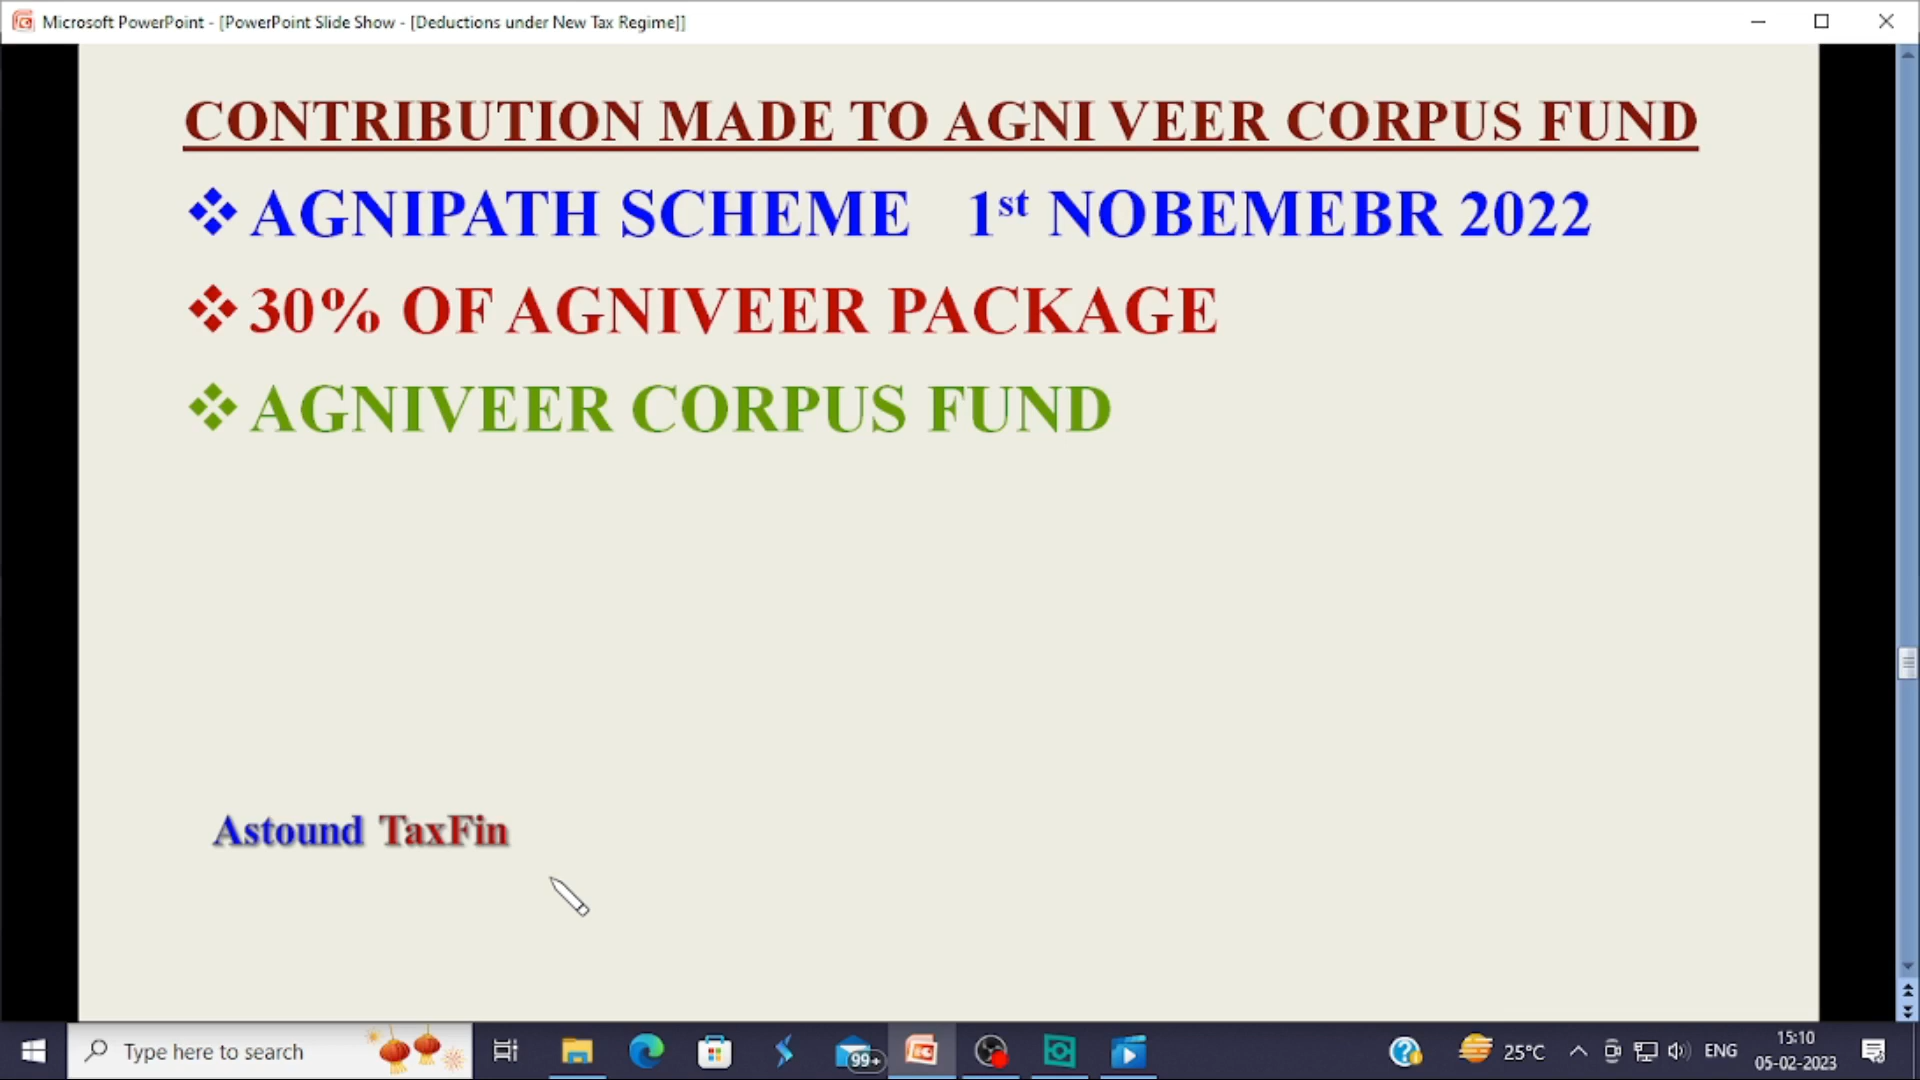 Microsoft PowerPoint - [PowerPoint Slide Show - [Deductions under New Tax Regime]]
CONTRIBUTION MADE TO AGNI VEER CORPUS FUND
❖ AGNIPATH SCHEME 1st NOBEMEBR 2022
❖ 30% OF AGNIVEER PACKAGE
❖ AGNIVEER CORPUS FUND
Astound TaxFin
Type here to search
99+
25°C
ENG
15:10
05-02-2023